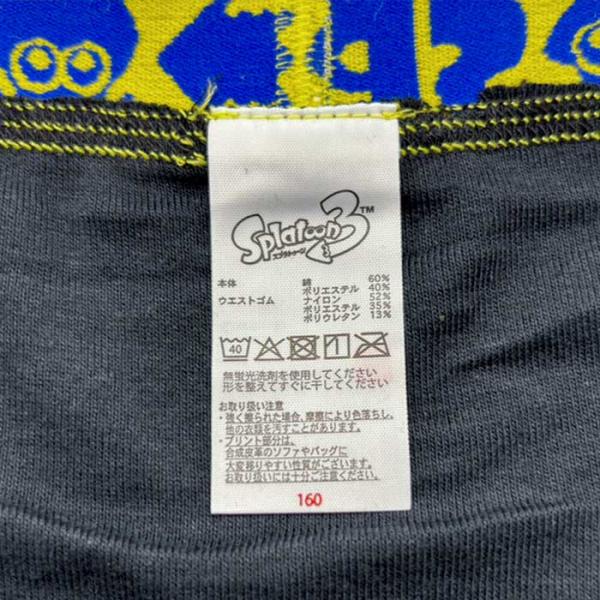 Splatoon3™
スプラトゥーン3
本体 綿 60%
ポリエステル 40%
ウエストゴム ナイロン 52%
ポリエステル 35%
ポリウレタン 13%
40
無蛍光洗剤を使用してください
形を整えてすぐに干してください
お取り扱い注意
・強く擦られた場合、摩擦により色落ちし、
他の衣類を汚すことがあります。
・プリント部分は、
合成皮革のソファやバッグに
大変移りやすい性質がございます。
お取り扱いには十分ご注意ください
160